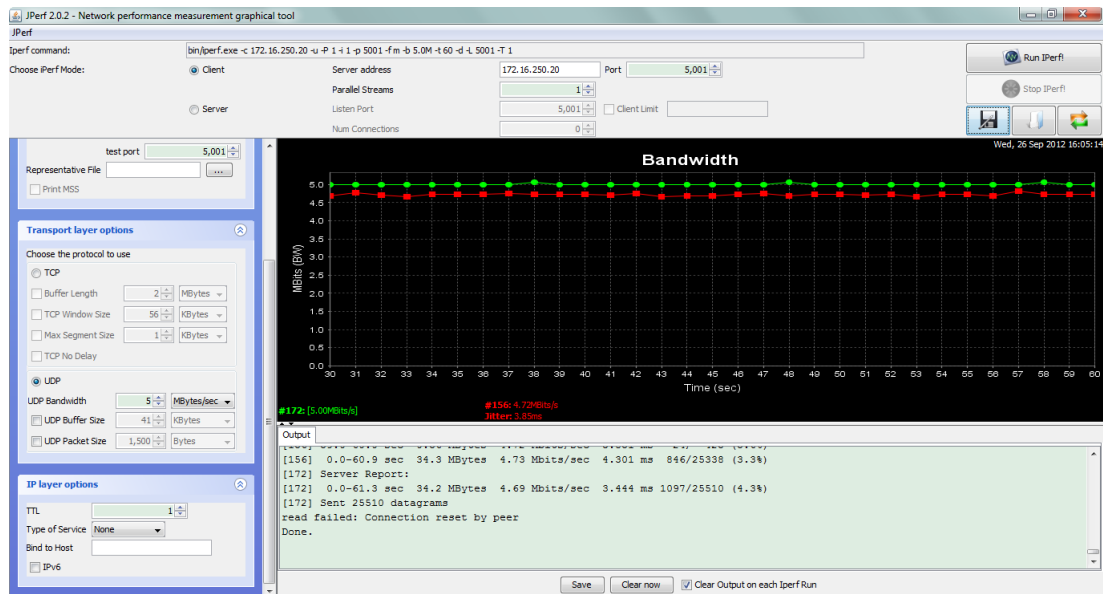 JPerf 2.0.2 - Network performance measurement graphical tool
JPerf
Iperf command: bin/iperf.exe -c 172.16.250.20 -u -P 1 -i 1 -p 5001 -f m -b 5.0M -t 60 -d -L 5001 -T 1
Choose iPerf Mode: Client Server address 172.16.250.20 Port 5,001
Parallel Streams 1
Server Listen Port 5,001 Client Limit
Num Connections 0
Run IPerf!
Stop IPerf!
test port 5,001
Representative File ...
Print MSS
Transport layer options
Choose the protocol to use
TCP
Buffer Length 2 MBytes
TCP Window Size 56 KBytes
Max Segment Size 1 KBytes
TCP No Delay
UDP
UDP Bandwidth 5 MBytes/sec
UDP Buffer Size 41 KBytes
UDP Packet Size 1,500 Bytes
IP layer options
TTL 1
Type of Service None
Bind to Host
IPv6
Wed, 26 Sep 2012 16:05:14
Bandwidth
MBits (BW)
5.0
4.5
4.0
3.5
3.0
2.5
2.0
1.5
1.0
0.5
0.0
30 31 32 33 34 35 36 37 38 39 40 41 42 43 44 45 46 47 48 49 50 51 52 53 54 55 56 57 58 59 60
Time (sec)
#172: [5.00MBits/s]
#156: 4.72MBits/s
Jitter: 3.85ms
Output
[156] 0.0-60.9 sec 34.3 MBytes 4.73 Mbits/sec 4.301 ms 846/25338 (3.3%)
[172] Server Report:
[172] 0.0-61.3 sec 34.2 MBytes 4.69 Mbits/sec 3.444 ms 1097/25510 (4.3%)
[172] Sent 25510 datagrams
read failed: Connection reset by peer
Done.
Save Clear now Clear Output on each Iperf Run